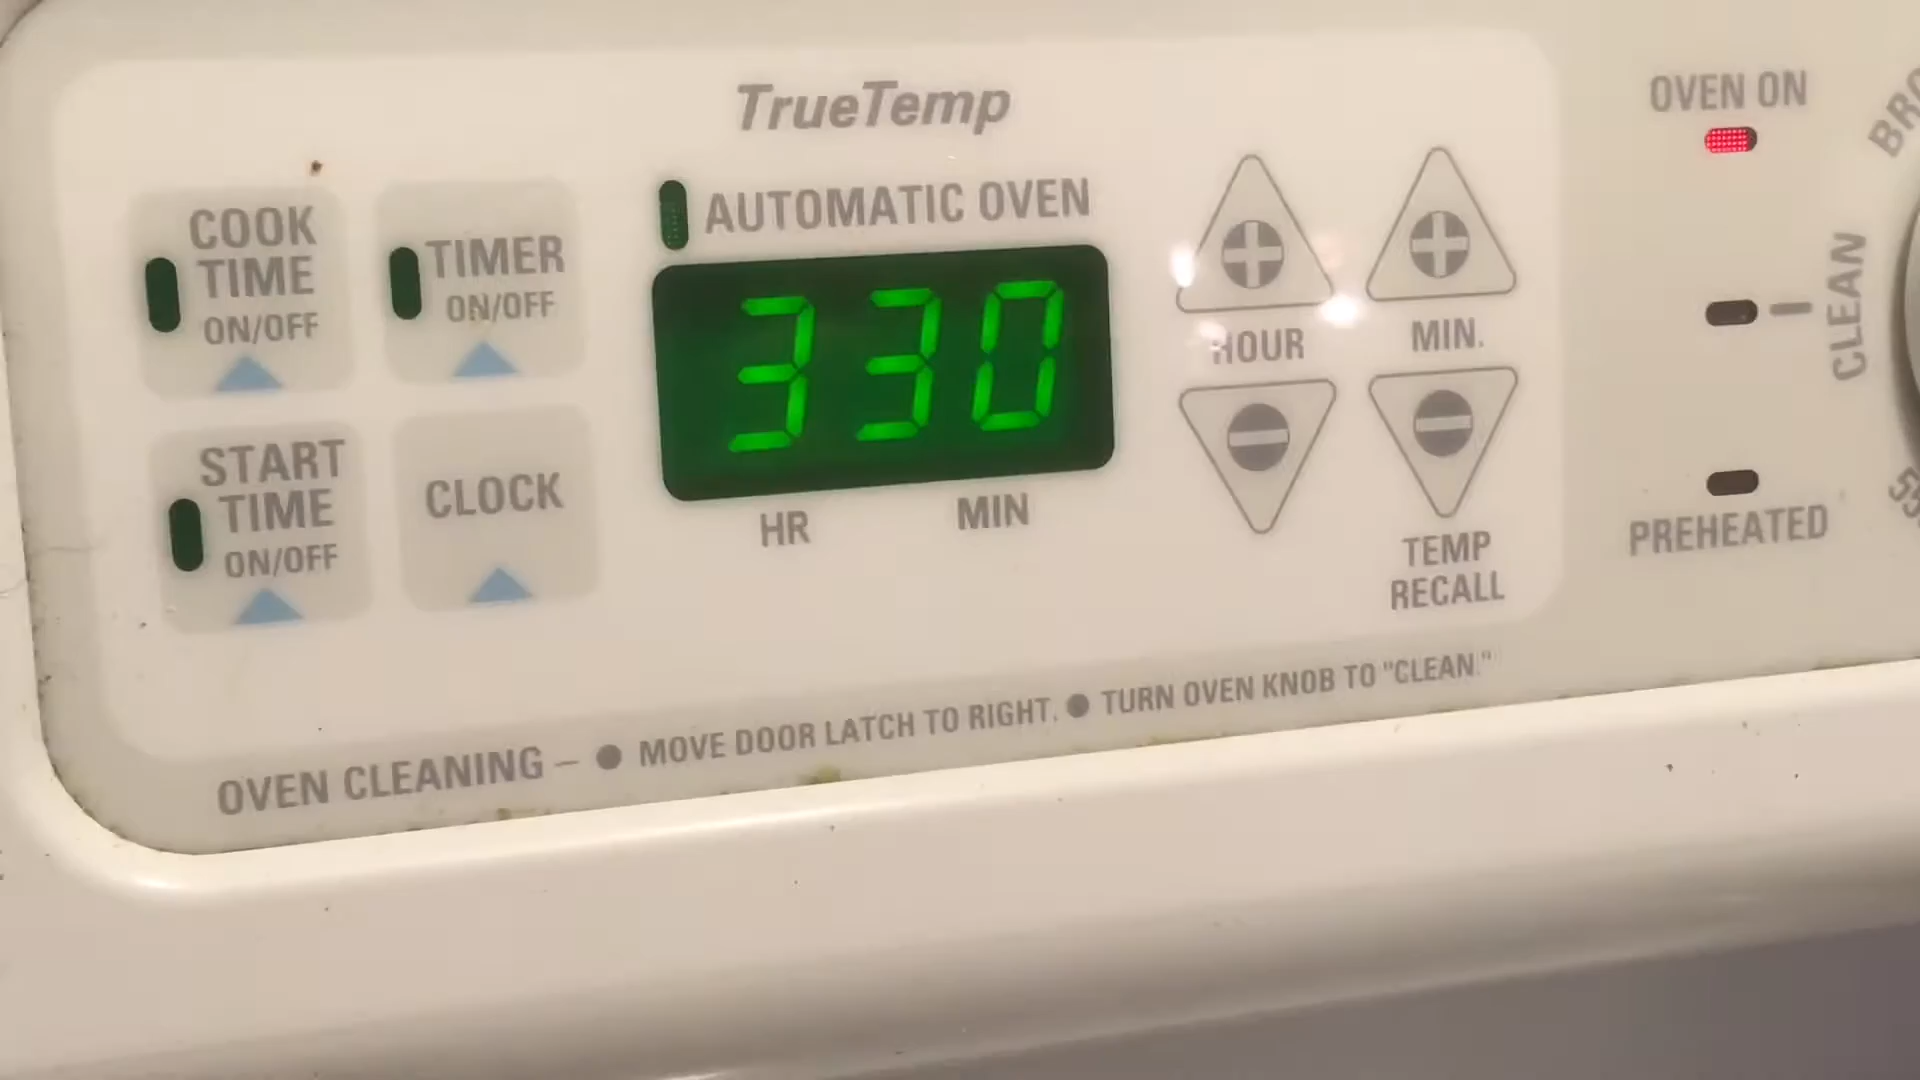 TrueTemp
OVEN ON
COOK
TIME
ON/OFF
TIMER
ON/OFF
AUTOMATIC OVEN
330
HR
MIN
HOUR
MIN.
CLEAN
START
TIME
ON/OFF
CLOCK
TEMP
RECALL
PREHEATED
OVEN CLEANING – ● MOVE DOOR LATCH TO RIGHT. ● TURN OVEN KNOB TO "CLEAN."